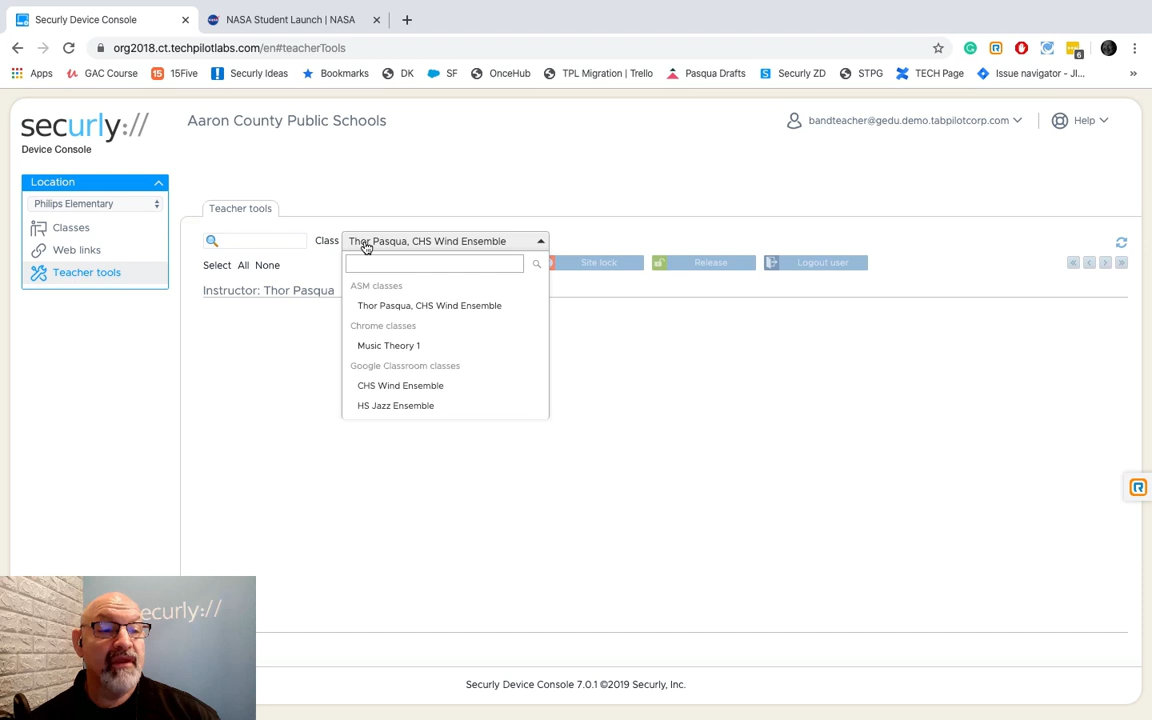 Securly Device Console
NASA Student Launch | NASA
org2018.ct.techpilotlabs.com/en#teacherTools
6
Apps
GAC Course
15 15Five
Securly Ideas
Bookmarks
DK
SF
OnceHub
TPL Migration | Trello
Pasqua Drafts
Securly ZD
STPG
TECH Page
Issue navigator - JI...
»
securly://
Device Console
Aaron County Public Schools
bandteacher@gedu.demo.tabpilotcorp.com
Help
Location
Philips Elementary
Classes
Web links
Teacher tools
Teacher tools
Class
Thor Pasqua, CHS Wind Ensemble
Select All None
Site lock
Release
Logout user
Instructor: Thor Pasqua
ASM classes
Thor Pasqua, CHS Wind Ensemble
Chrome classes
Music Theory 1
Google Classroom classes
CHS Wind Ensemble
HS Jazz Ensemble
securly://
Securly Device Console 7.0.1 ©2019 Securly, Inc.